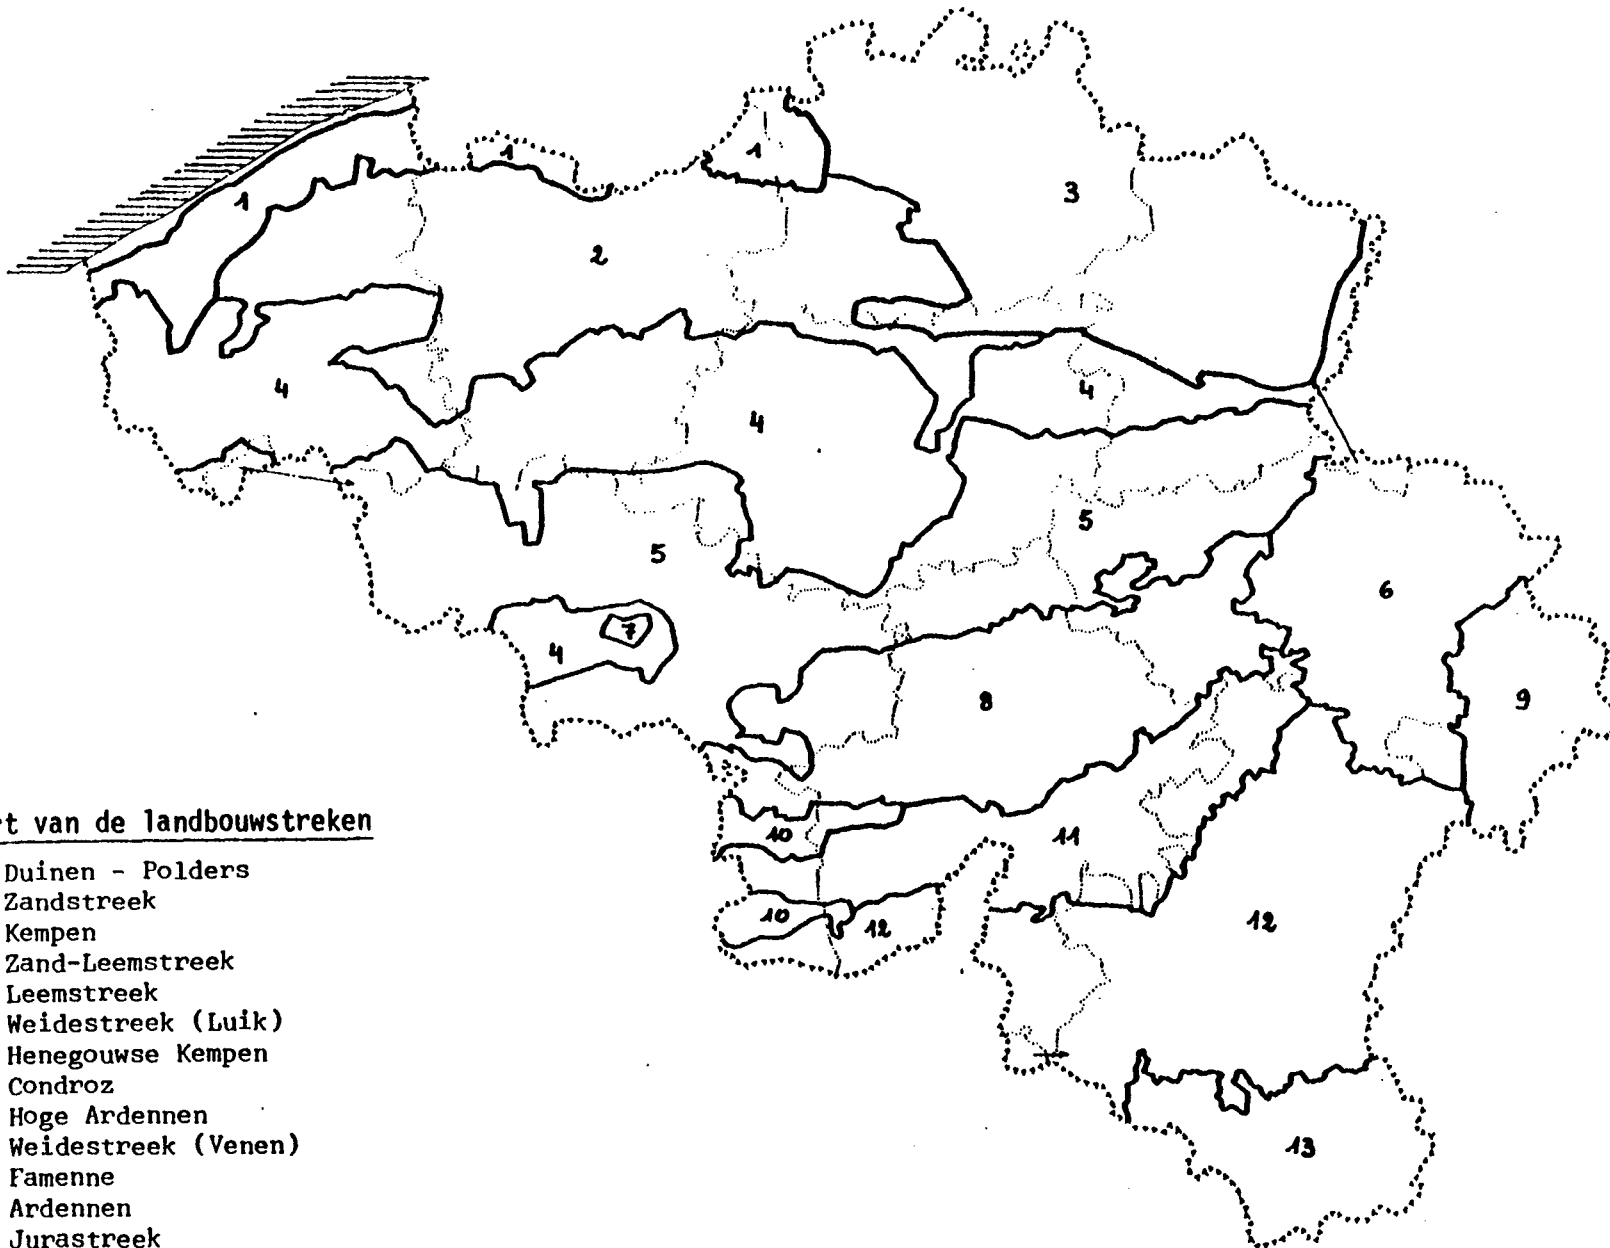 1
1
1
3
2
4
4
4
5
5
6
4
7
8
9
10
11
10
12
12
13
rt van de landbouwstreken
Duinen - Polders
Zandstreek
Kempen
Zand-Leemstreek
Leemstreek
Weidestreek (Luik)
Henegouwse Kempen
Condroz
Hoge Ardennen
Weidestreek (Venen)
Famenne
Ardennen
Jurastreek